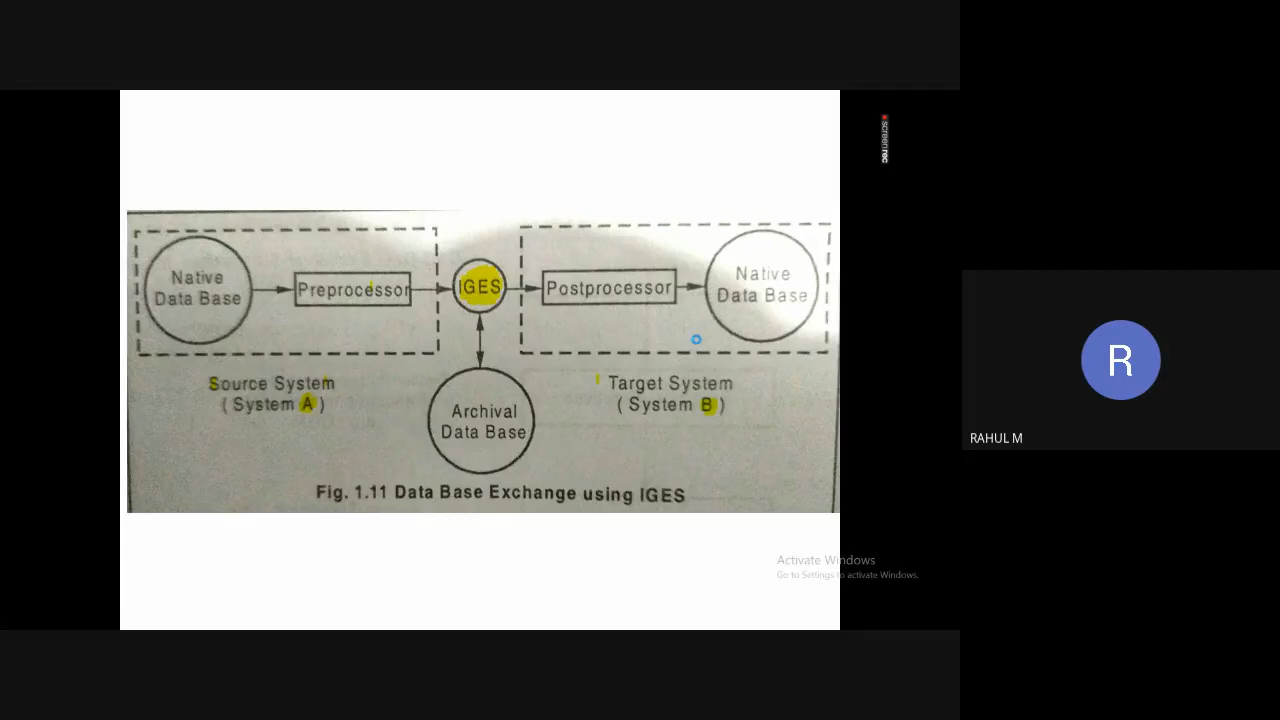 screenrec
Native
Data Base
Preprocessor
IGES
Postprocessor
Native
Data Base
Source System
( System A )
Archival
Data Base
Target System
( System B )
Fig. 1.11 Data Base Exchange using IGES
R
RAHUL M
Activate Windows
Go to Settings to activate Windows.